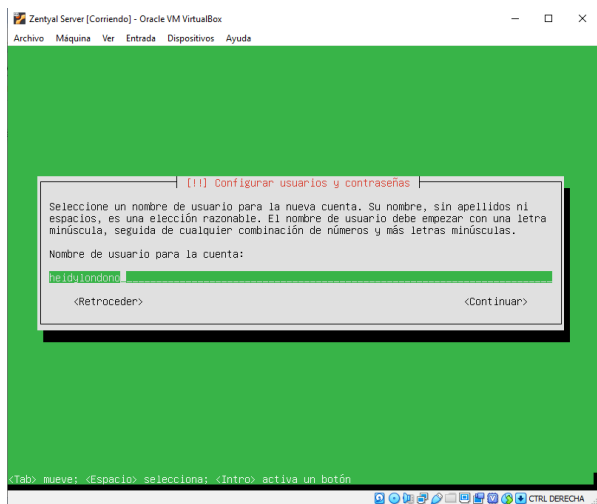 Zentyal Server [Corriendo] - Oracle VM VirtualBox
Archivo Máquina Ver Entrada Dispositivos Ayuda
[!!] Configurar usuarios y contraseñas
Seleccione un nombre de usuario para la nueva cuenta. Su nombre, sin apellidos ni
espacios, es una elección razonable. El nombre de usuario debe empezar con una letra
minúscula, seguida de cualquier combinación de números y más letras minúsculas.
Nombre de usuario para la cuenta:
heidylondono
<Retroceder> <Continuar>
<Tab> mueve; <Espacio> selecciona; <Intro> activa un botón
CTRL DERECHA